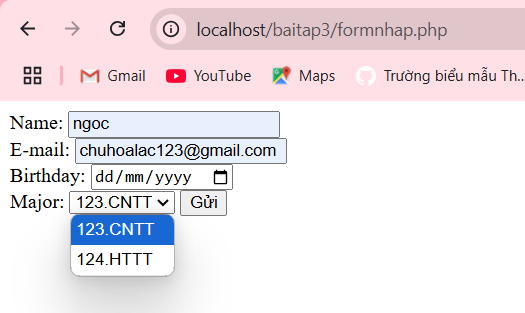 localhost/baitap3/formnhap.php
Gmail YouTube Maps Trường biểu mẫu Th...
Name: ngoc
E-mail: chuhoalac123@gmail.com
Birthday: dd/mm/yyyy
Major: 123.CNTT Gửi
123.CNTT
124.HTTT